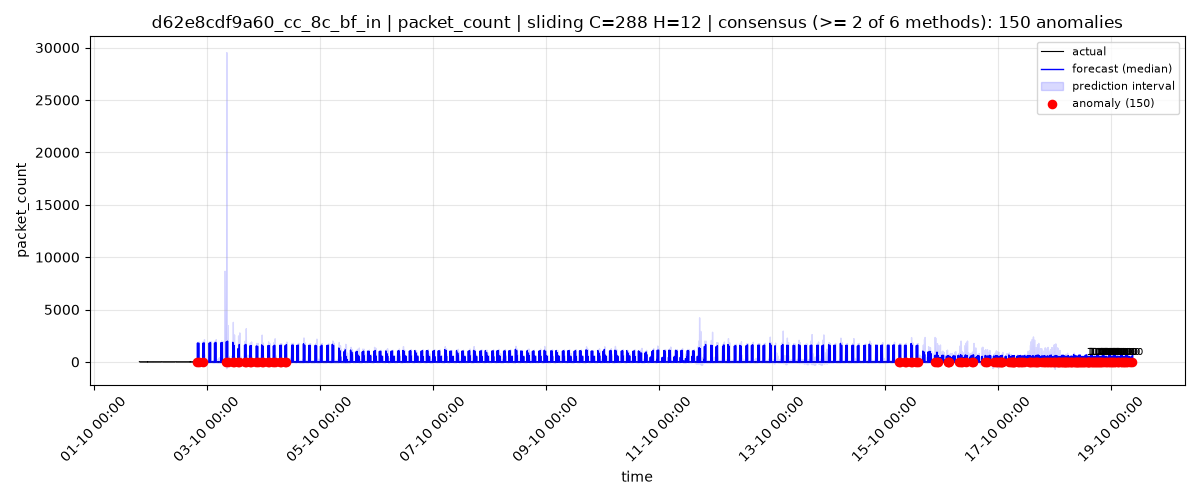 d62e8cdf9a60_cc_8c_bf_in | packet_count | sliding C=288 H=12 | consensus (>= 2 of 6 methods): 150 anomalies
30000
25000
20000
15000
10000
5000
0
packet_count
actual
forecast (median)
prediction interval
anomaly (150)
01-10 00:00
03-10 00:00
05-10 00:00
07-10 00:00
09-10 00:00
11-10 00:00
13-10 00:00
15-10 00:00
17-10 00:00
19-10 00:00
time